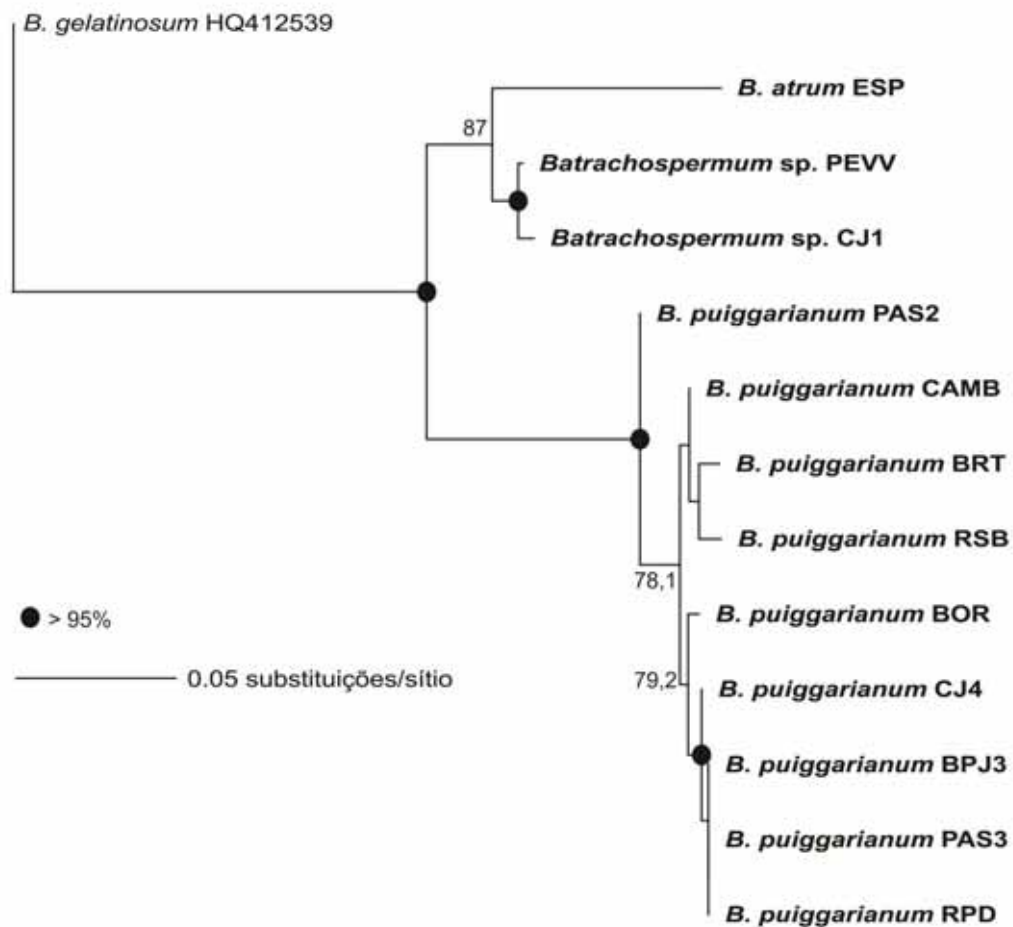 B. gelatinosum HQ412539
B. atrum ESP
87
Batrachospermum sp. PEVV
Batrachospermum sp. CJ1
B. puiggarianum PAS2
B. puiggarianum CAMB
B. puiggarianum BRT
B. puiggarianum RSB
78,1
B. puiggarianum BOR
> 95%
79,2
0.05 substituições/sítio
B. puiggarianum CJ4
B. puiggarianum BPJ3
B. puiggarianum PAS3
B. puiggarianum RPD